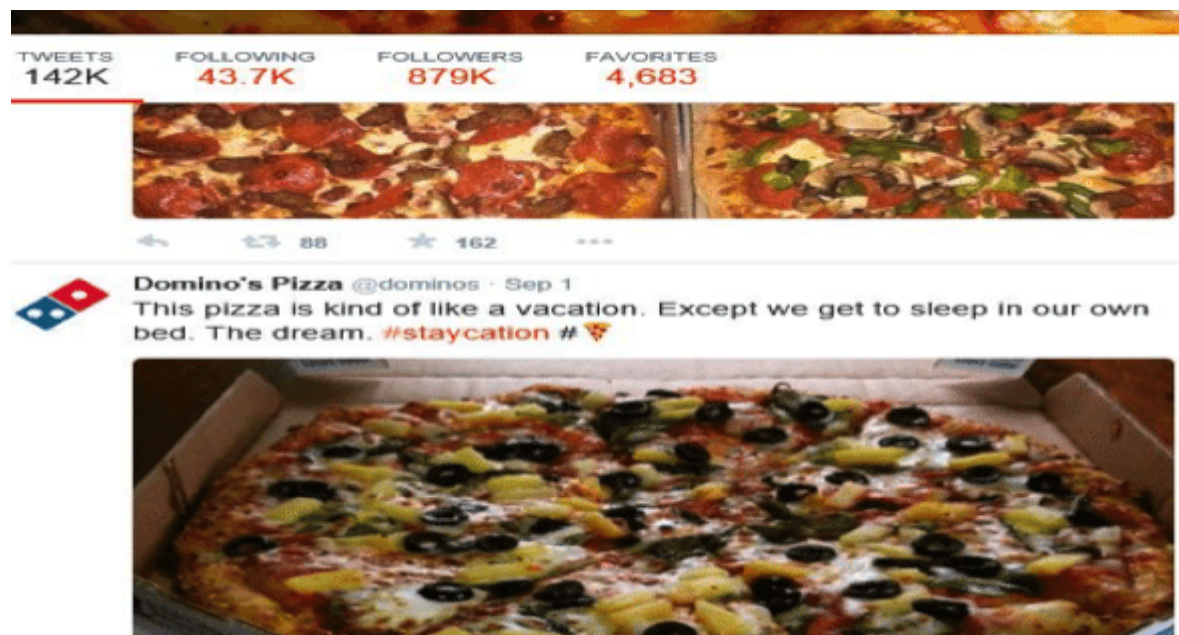 TWEETS FOLLOWING FOLLOWERS FAVORITES
142K 43.7K 879K 4,683
88 162
Domino's Pizza @dominos · Sep 1
This pizza is kind of like a vacation. Except we get to sleep in our own
bed. The dream. #staycation #🍕